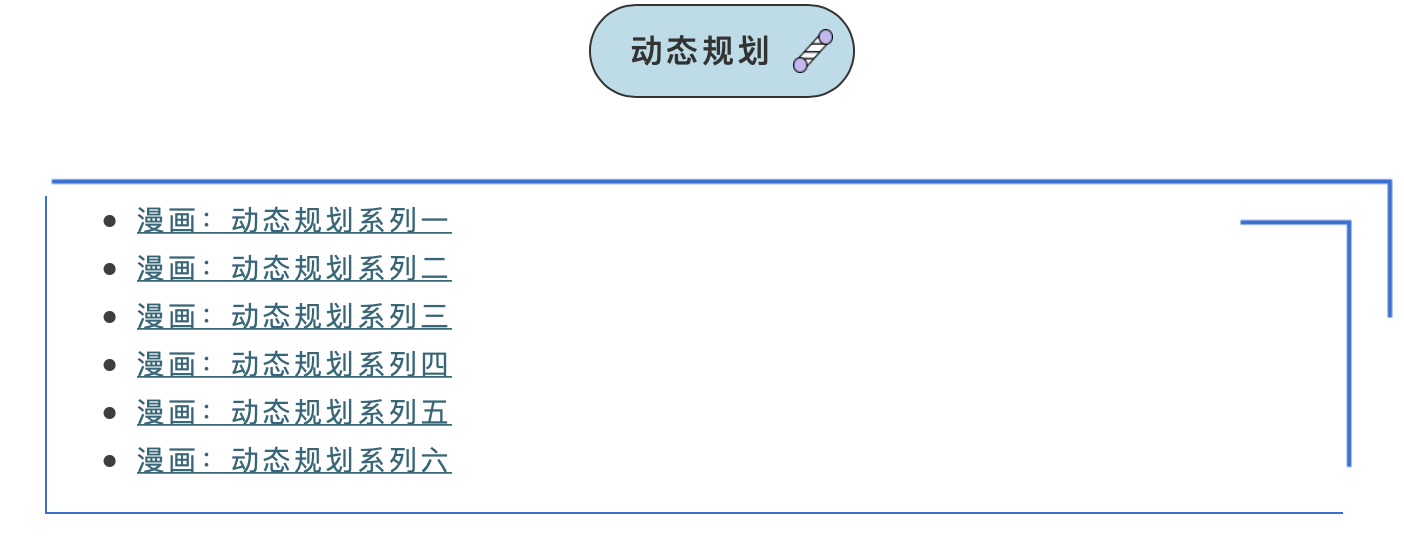 动态规划
漫画：动态规划系列一
漫画：动态规划系列二
漫画：动态规划系列三
漫画：动态规划系列四
漫画：动态规划系列五
漫画：动态规划系列六